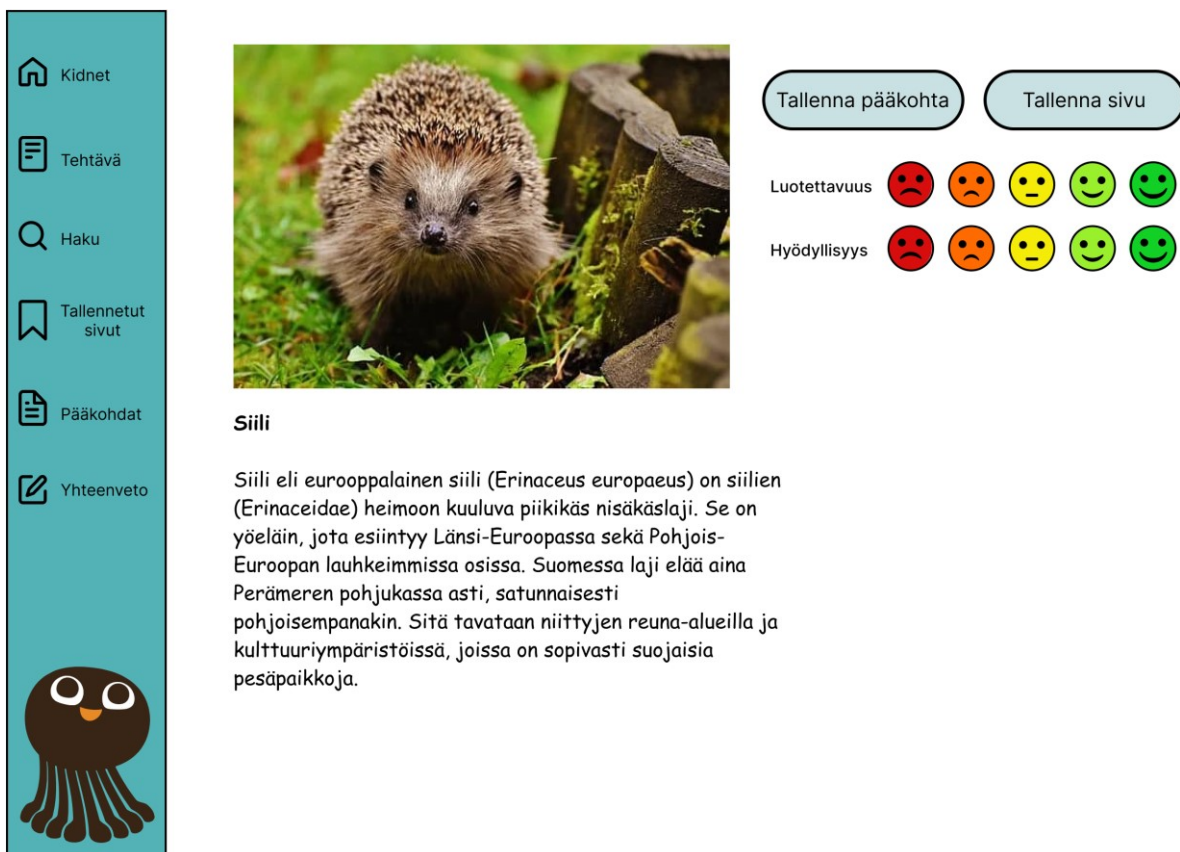 Kidnet
Tehtävä
Haku
Tallennetut
sivut
Pääkohdat
Yhteenveto
Tallenna pääkohta
Tallenna sivu
Luotettavuus
Hyödyllisyys
Siili
Siili eli eurooppalainen siili (Erinaceus europaeus) on siilien
(Erinaceidae) heimoon kuuluva piikikäs nisäkäslaji. Se on
yöeläin, jota esiintyy Länsi-Euroopassa sekä Pohjois-
Euroopan lauhkeimmissa osissa. Suomessa laji elää aina
Perämeren pohjukassa asti, satunnaisesti
pohjoisempanakin. Sitä tavataan niittyjen reuna-alueilla ja
kulttuuriympäristöissä, joissa on sopivasti suojaisia
pesäpaikkoja.